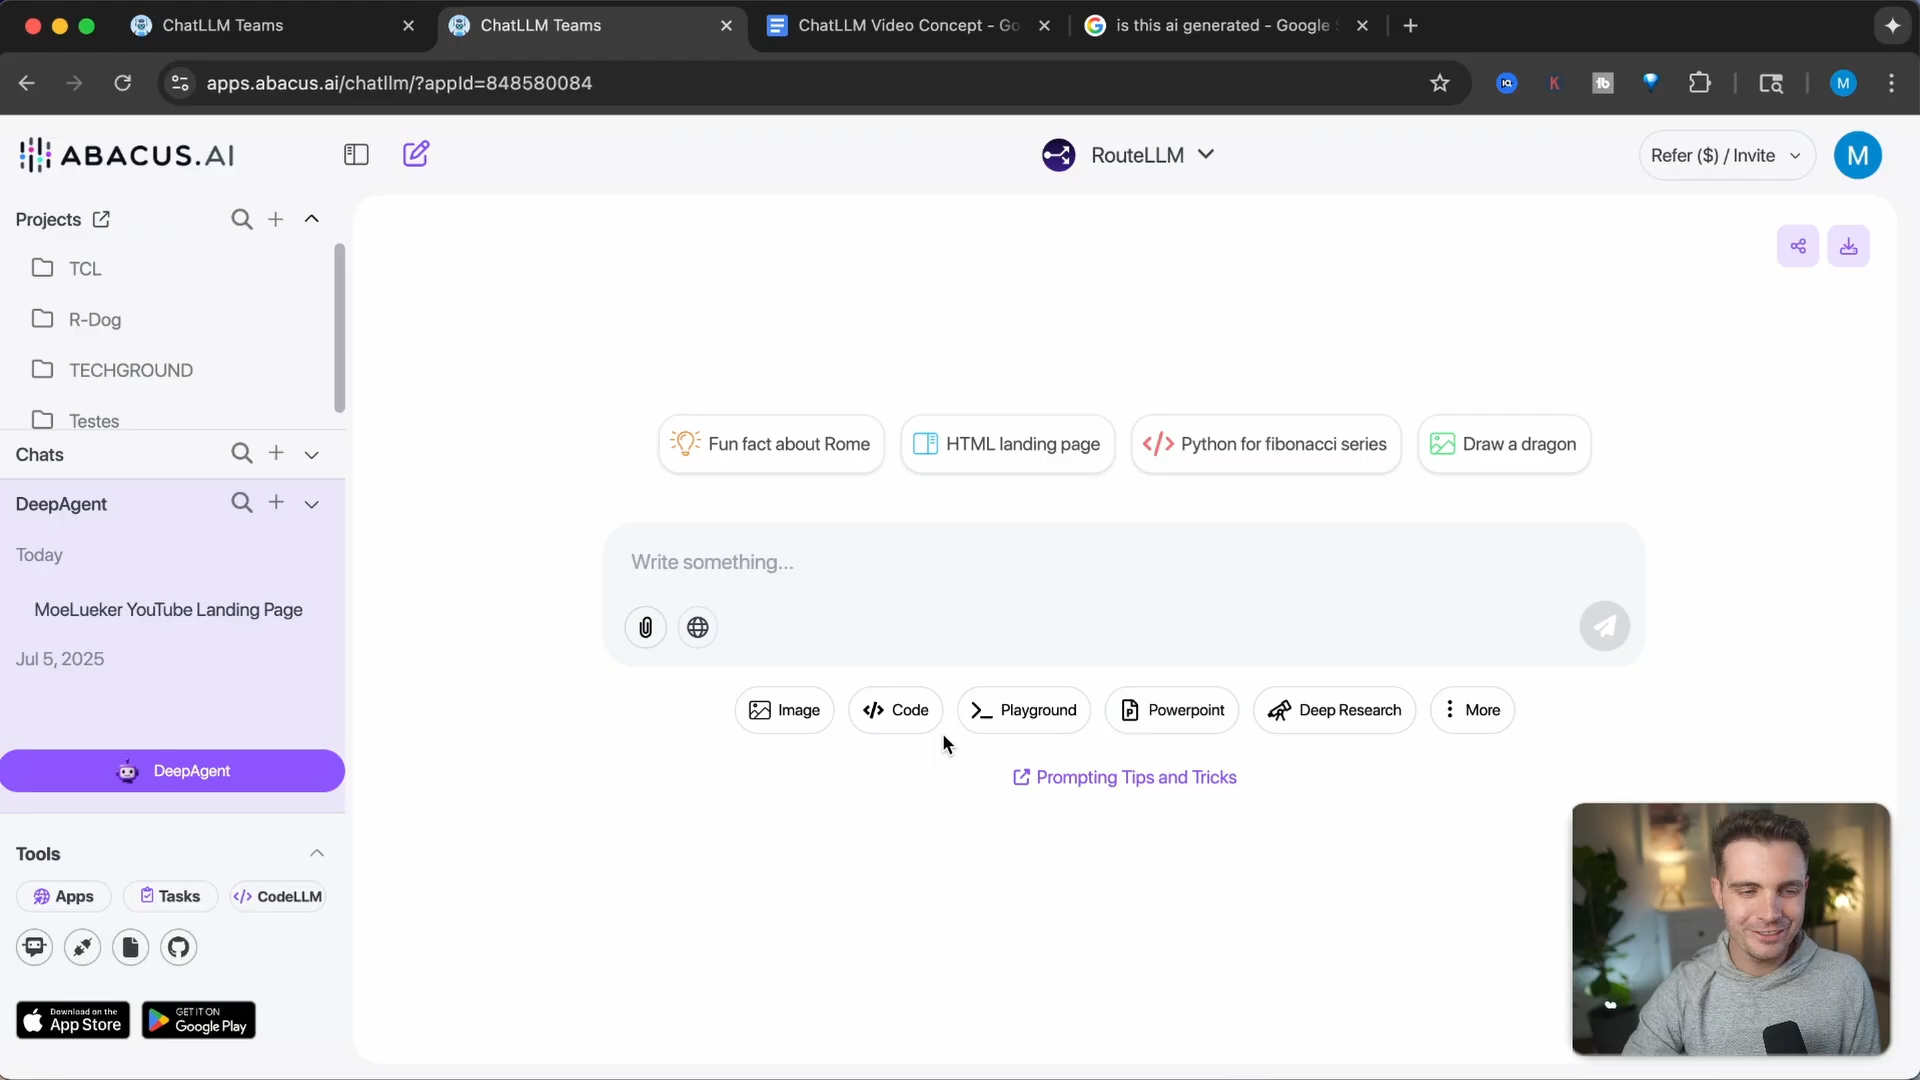 ChatLLM Teams
ChatLLM Teams
ChatLLM Video Concept - Go
is this ai generated - Google
apps.abacus.ai/chatllm/?appId=848580084
IQ
K
tb
M
ABACUS.AI
RouteLLM
Refer ($) / Invite
M
Projects
TCL
R-Dog
TECHGROUND
Testes
Chats
DeepAgent
Today
MoeLueker YouTube Landing Page
Jul 5, 2025
DeepAgent
Tools
Apps
Tasks
CodeLLM
Download on the
App Store
GET IT ON
Google Play
Fun fact about Rome
HTML landing page
Python for fibonacci series
Draw a dragon
Write something...
Image
Code
Playground
Powerpoint
Deep Research
More
Prompting Tips and Tricks